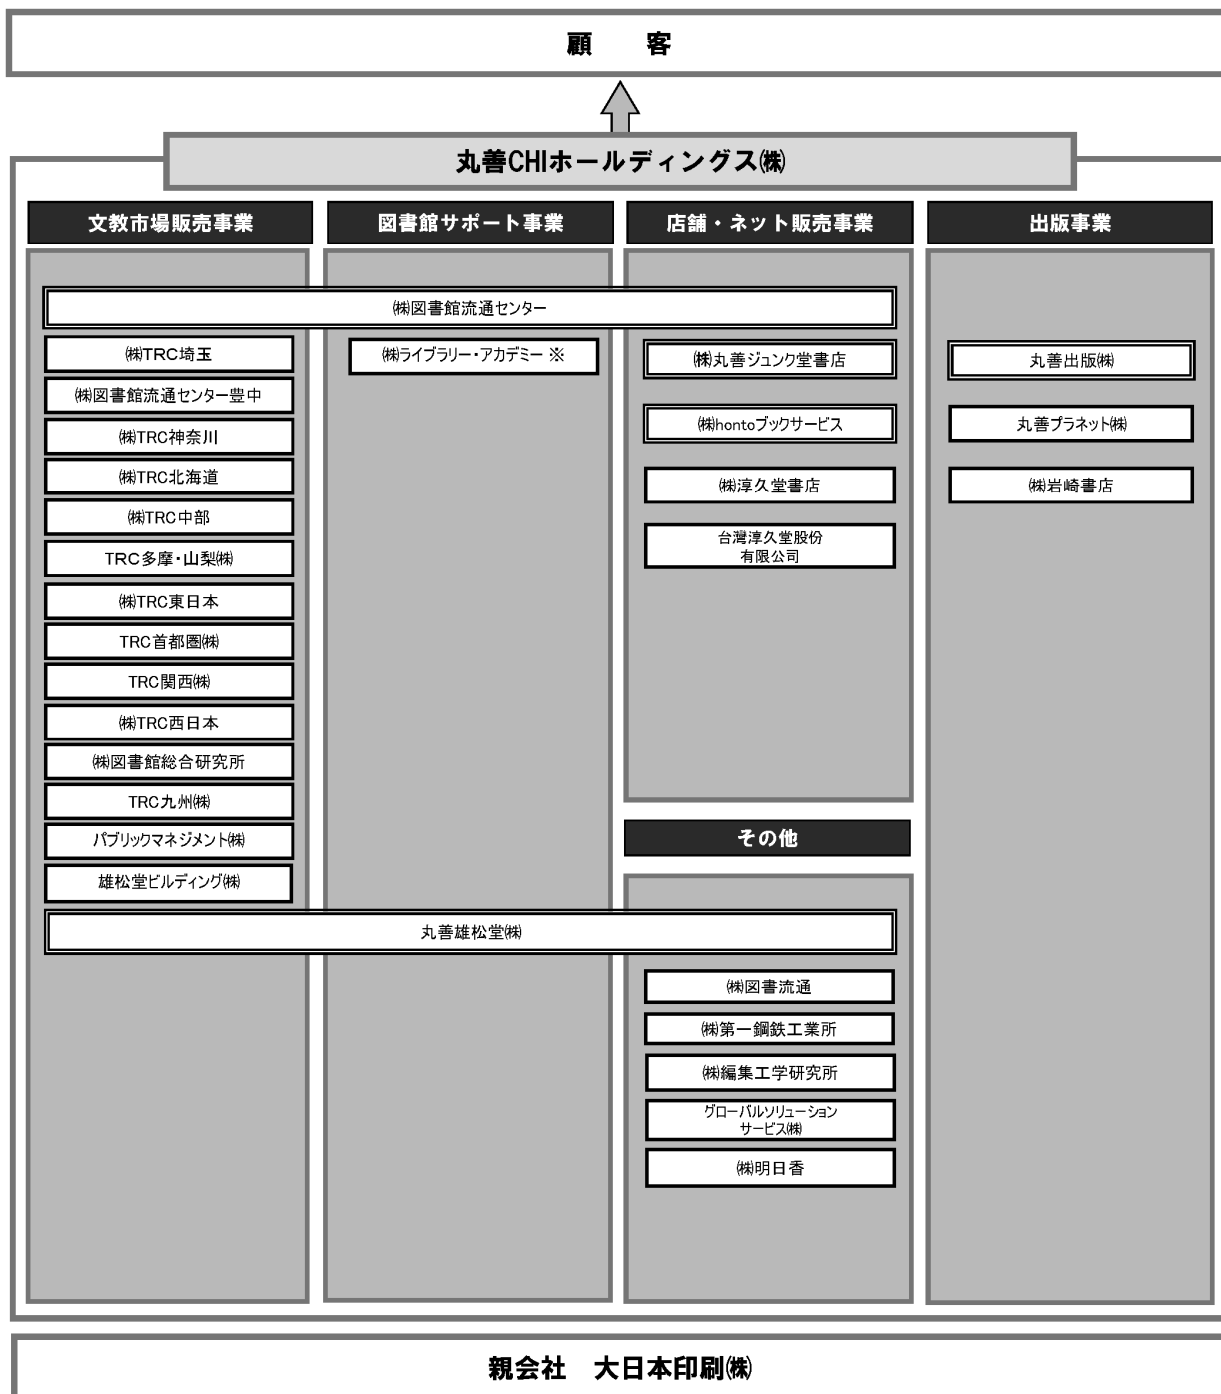 顧　客
丸善CHIホールディングス㈱
文教市場販売事業
図書館サポート事業
店舗・ネット販売事業
出版事業
㈱図書館流通センター
㈱TRC埼玉
㈱図書館流通センター豊中
㈱TRC神奈川
㈱TRC北海道
㈱TRC中部
TRC多摩・山梨㈱
㈱TRC東日本
TRC首都圏㈱
TRC関西㈱
㈱TRC西日本
㈱図書館総合研究所
TRC九州㈱
パブリックマネジメント㈱
雄松堂ビルディング㈱
㈱ライブラリー・アカデミー ※
㈱丸善ジュンク堂書店
㈱hontoブックサービス
㈱淳久堂書店
台灣淳久堂股份
有限公司
丸善出版㈱
丸善プラネット㈱
㈱岩崎書店
その他
丸善雄松堂㈱
㈱図書流通
㈱第一鋼鉄工業所
㈱編集工学研究所
グローバルソリューション
サービス㈱
㈱明日香
親会社　大日本印刷㈱